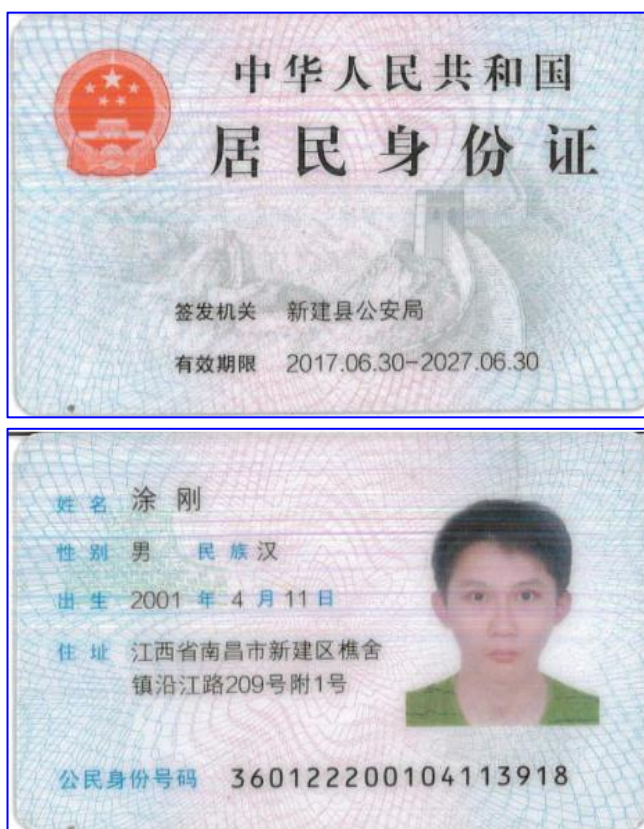 中华人民共和国
居民身份证
签发机关 新建县公安局
有效期限 2017.06.30-2027.06.30
姓名 涂刚
性别 男 民族 汉
出生 2001 年 4 月 11 日
住址 江西省南昌市新建区樵舍
镇沿江路209号附1号
公民身份号码 360122200104113918